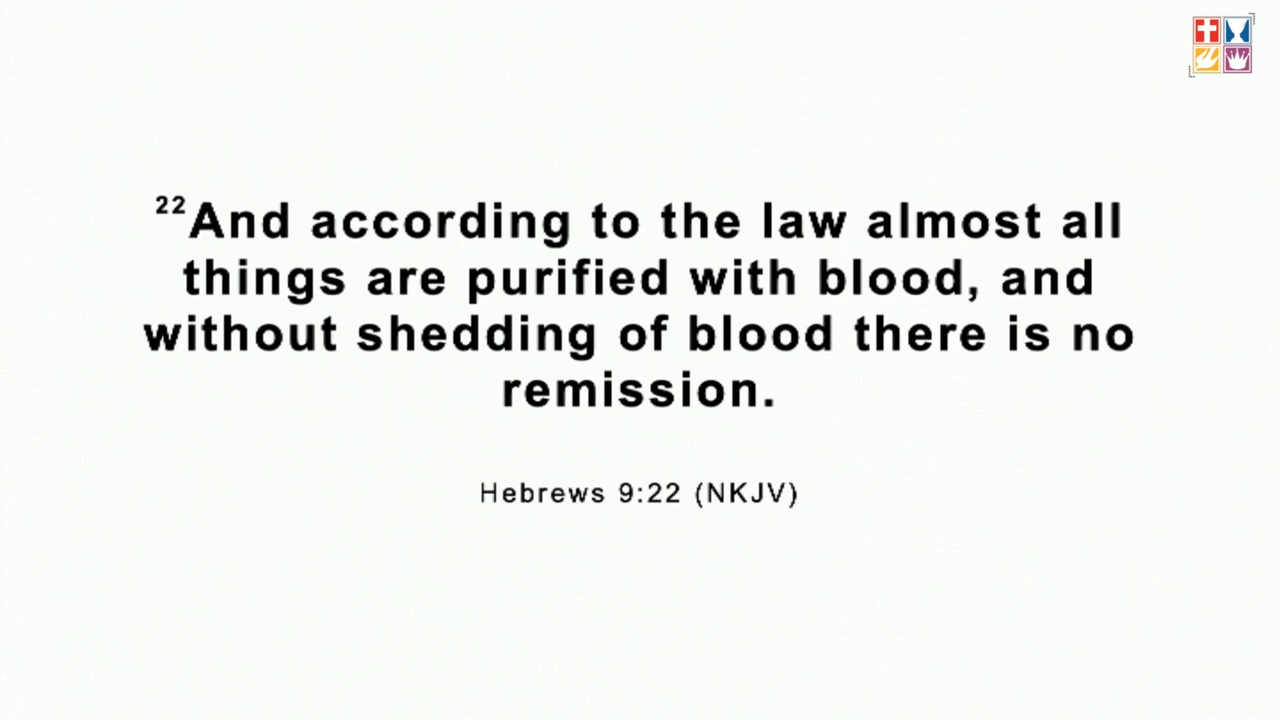 ²²And according to the law almost all
things are purified with blood, and
without shedding of blood there is no
remission.
Hebrews 9:22 (NKJV)